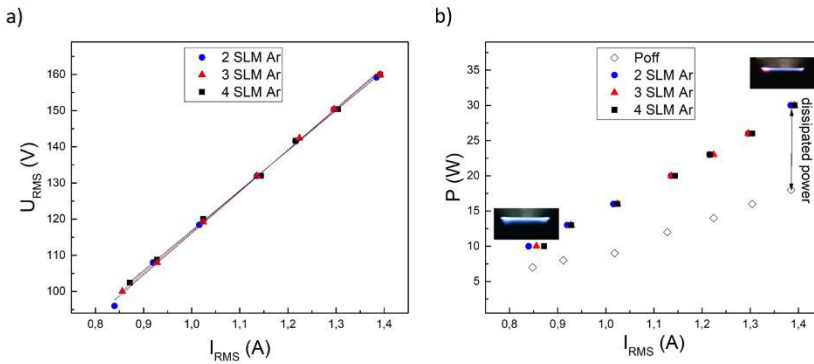 a)
160
150
140
130
120
110
100
U_RMS (V)
2 SLM Ar
3 SLM Ar
4 SLM Ar
0,8 0,9 1,0 1,1 1,2 1,3 1,4
I_RMS (A)
b)
35
30
25
20
15
10
5
P (W)
Poff
2 SLM Ar
3 SLM Ar
4 SLM Ar
dissipated power
0,8 0,9 1,0 1,1 1,2 1,3 1,4
I_RMS (A)